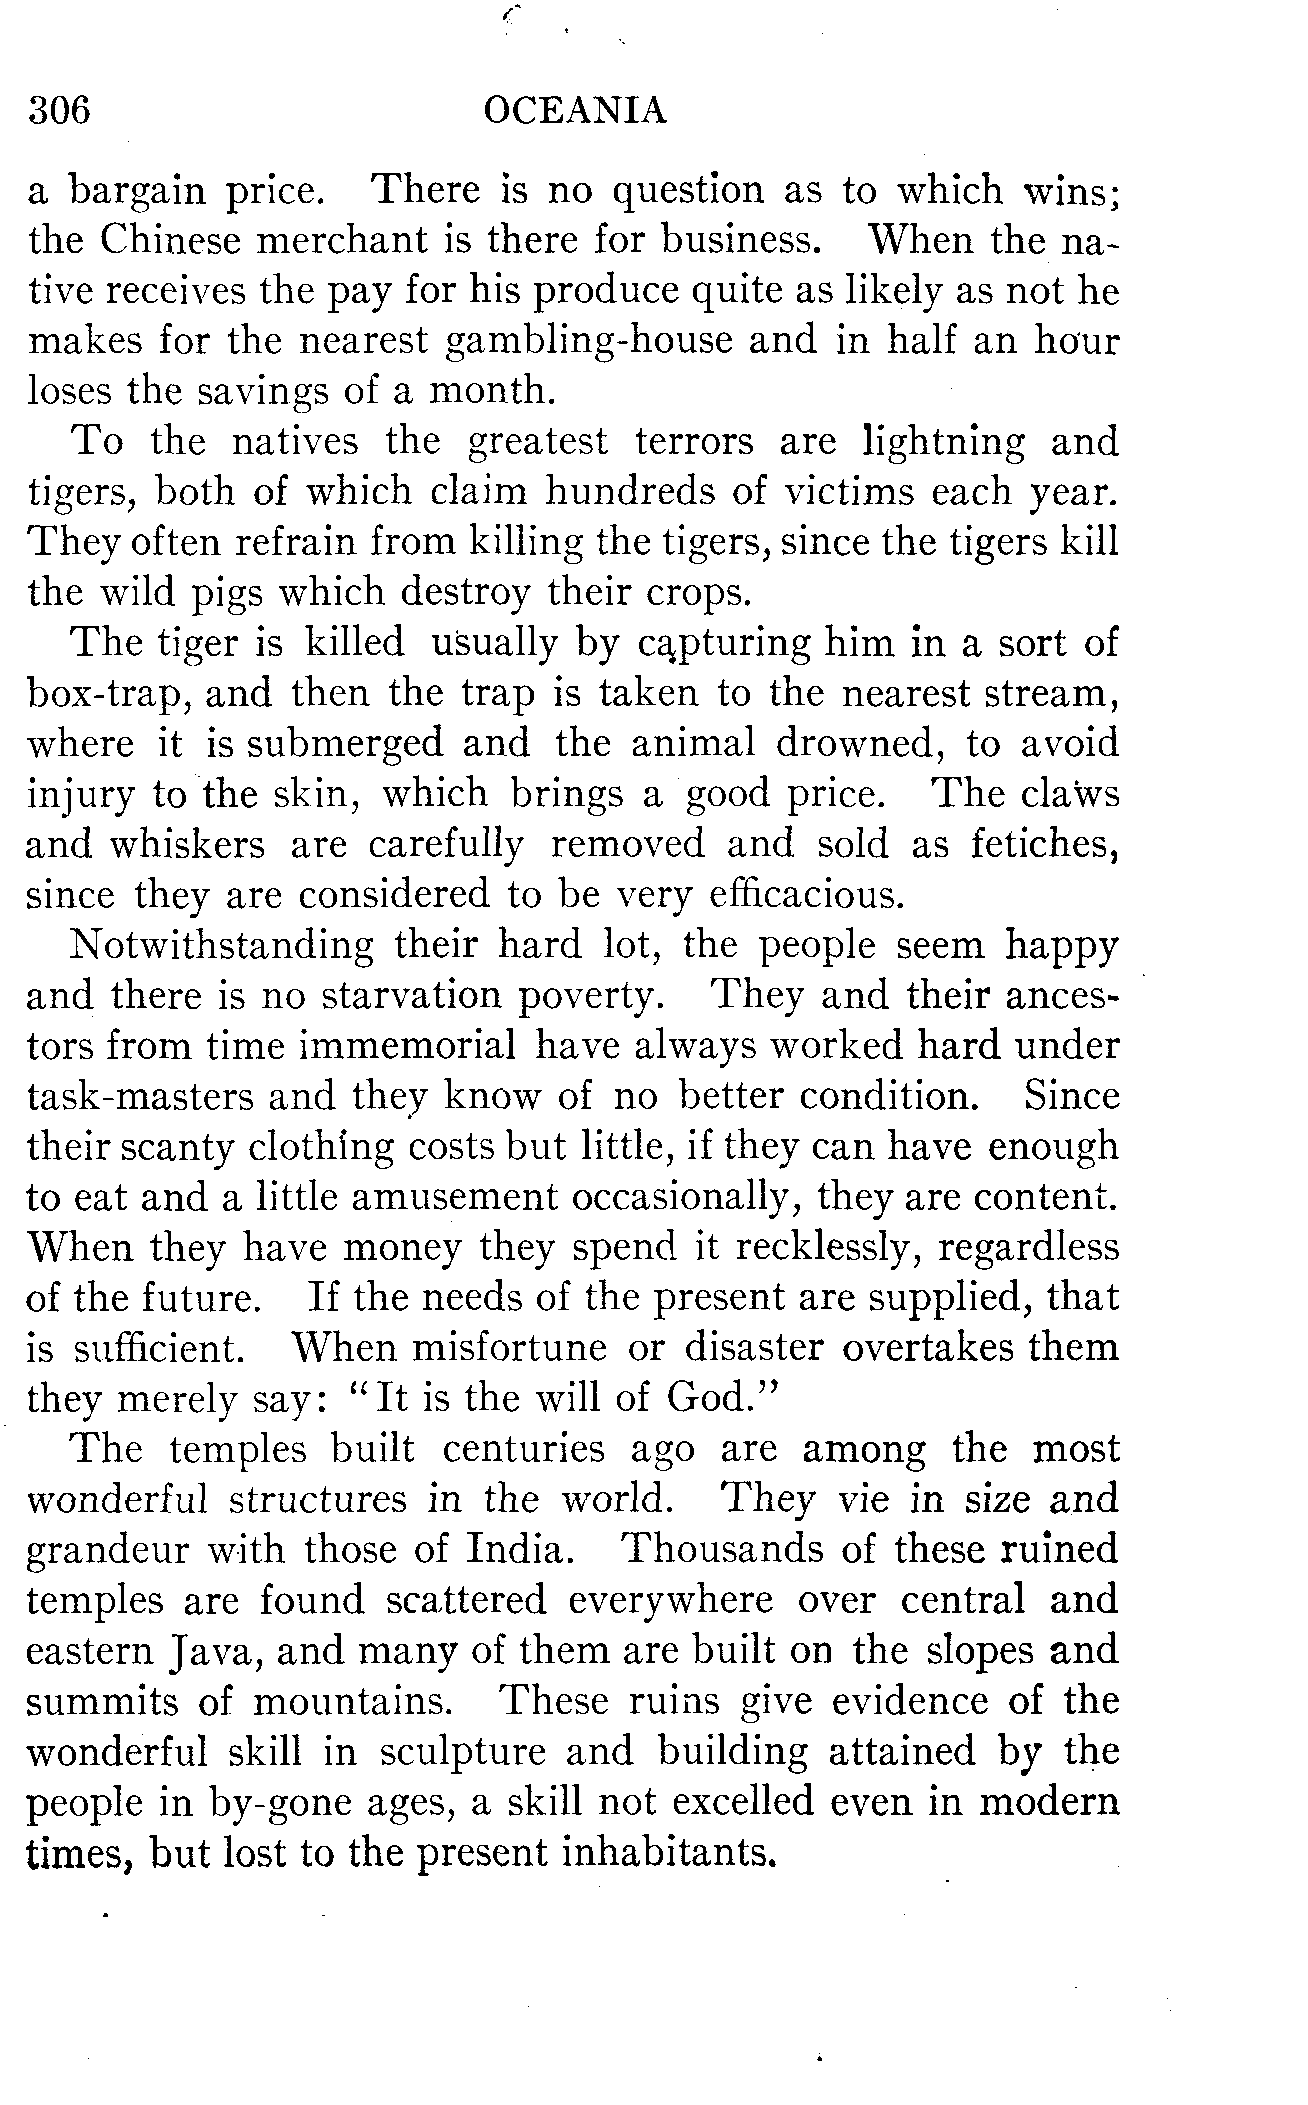 306 OCEANIA
a bargain price. There is no question as to which wins;
the Chinese merchant is there for business. When the na-
tive receives the pay for his produce quite as likely as not he
makes for the nearest gambling-house and in half an hour
loses the savings of a month.
To the natives the greatest terrors are lightning and
tigers, both of which claim hundreds of victims each year.
They often refrain from killing the tigers, since the tigers kill
the wild pigs which destroy their crops.
The tiger is killed usually by capturing him in a sort of
box-trap, and then the trap is taken to the nearest stream,
where it is submerged and the animal drowned, to avoid
injury to the skin, which brings a good price. The claws
and whiskers are carefully removed and sold as fetiches,
since they are considered to be very efficacious.
Notwithstanding their hard lot, the people seem happy
and there is no starvation poverty. They and their ances-
tors from time immemorial have always worked hard under
task-masters and they know of no better condition. Since
their scanty clothing costs but little, if they can have enough
to eat and a little amusement occasionally, they are content.
When they have money they spend it recklessly, regardless
of the future. If the needs of the present are supplied, that
is sufficient. When misfortune or disaster overtakes them
they merely say: "It is the will of God."
The temples built centuries ago are among the most
wonderful structures in the world. They vie in size and
grandeur with those of India. Thousands of these ruined
temples are found scattered everywhere over central and
eastern Java, and many of them are built on the slopes and
summits of mountains. These ruins give evidence of the
wonderful skill in sculpture and building attained by the
people in by-gone ages, a skill not excelled even in modern
times, but lost to the present inhabitants.